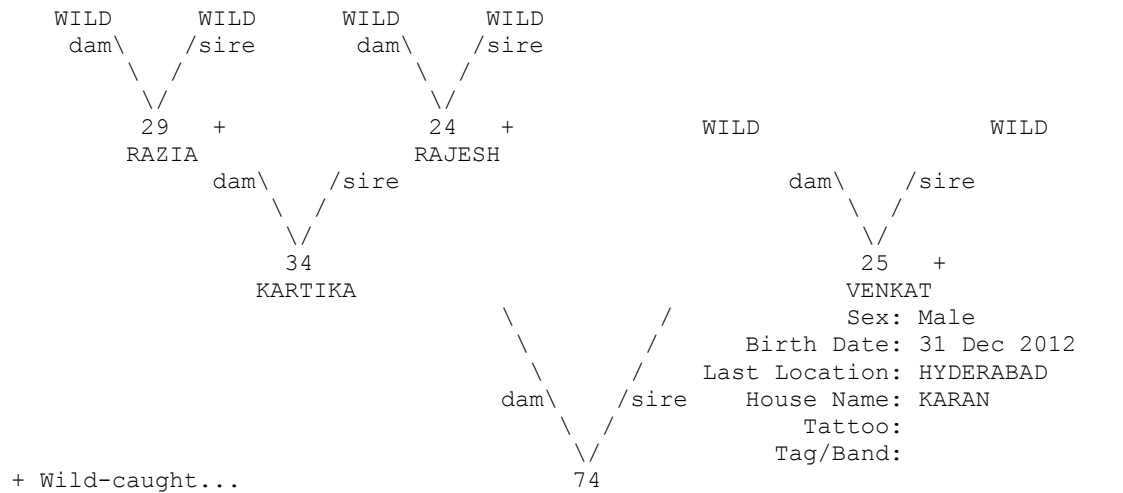 WILD WILD WILD WILD
dam\ /sire dam\ /sire
\ / \ /
\/ \/
29 + 24 + WILD WILD
RAZIA RAJESH
dam\ /sire dam\ /sire
\ / \ /
\/ \/
34 25 +
KARTIKA VENKAT
\ / Sex: Male
\ / Birth Date: 31 Dec 2012
\ / Last Location: HYDERABAD
dam\ /sire House Name: KARAN
\ / Tattoo:
\/ Tag/Band:
+ Wild-caught... 74